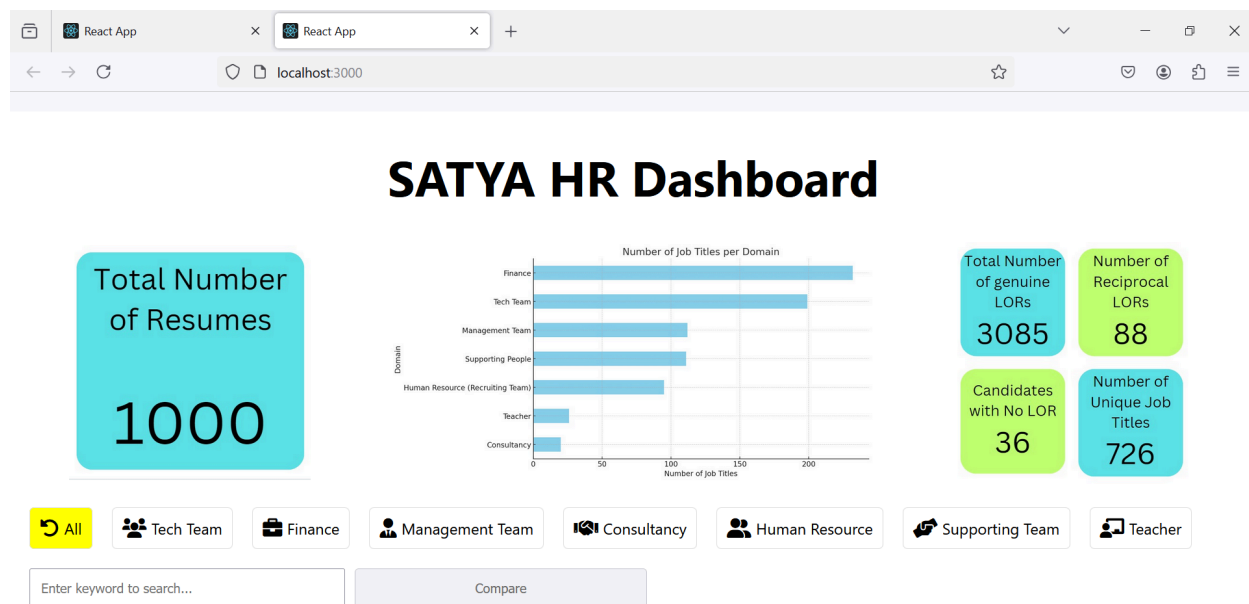 React App
React App
localhost:3000
SATYA HR Dashboard
Total Number
of Resumes
1000
Number of Job Titles per Domain
Domain
Finance
Tech Team
Management Team
Supporting People
Human Resource (Recruiting Team)
Teacher
Consultancy
0 50 100 150 200
Number of Job Titles
Total Number
of genuine
LORs
3085
Number of
Reciprocal
LORs
88
Candidates
with No LOR
36
Number of
Unique Job
Titles
726
All Tech Team Finance Management Team Consultancy Human Resource Supporting Team Teacher
Enter keyword to search... Compare